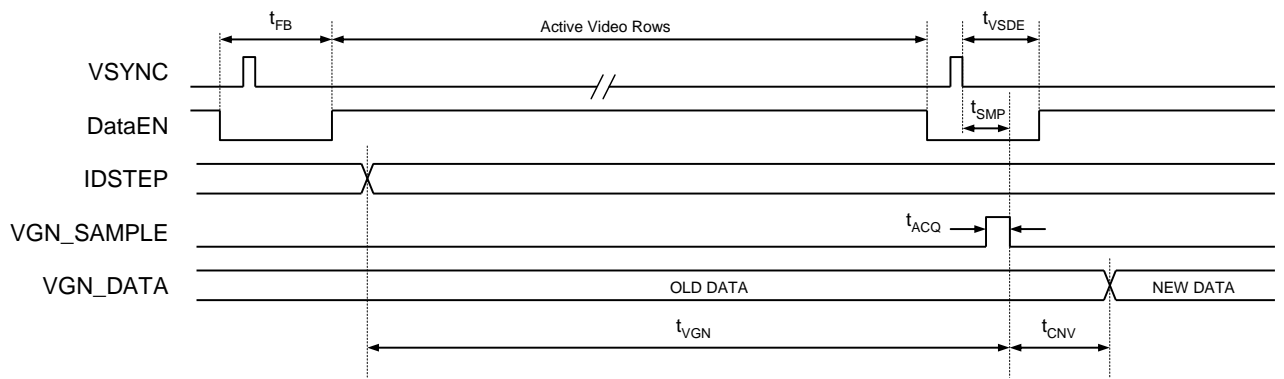 tFB
Active Video Rows
tVSDE
VSYNC
tSMP
DataEN
IDSTEP
VGN_SAMPLE
tACQ
VGN_DATA
OLD DATA
NEW DATA
tVGN
tCNV